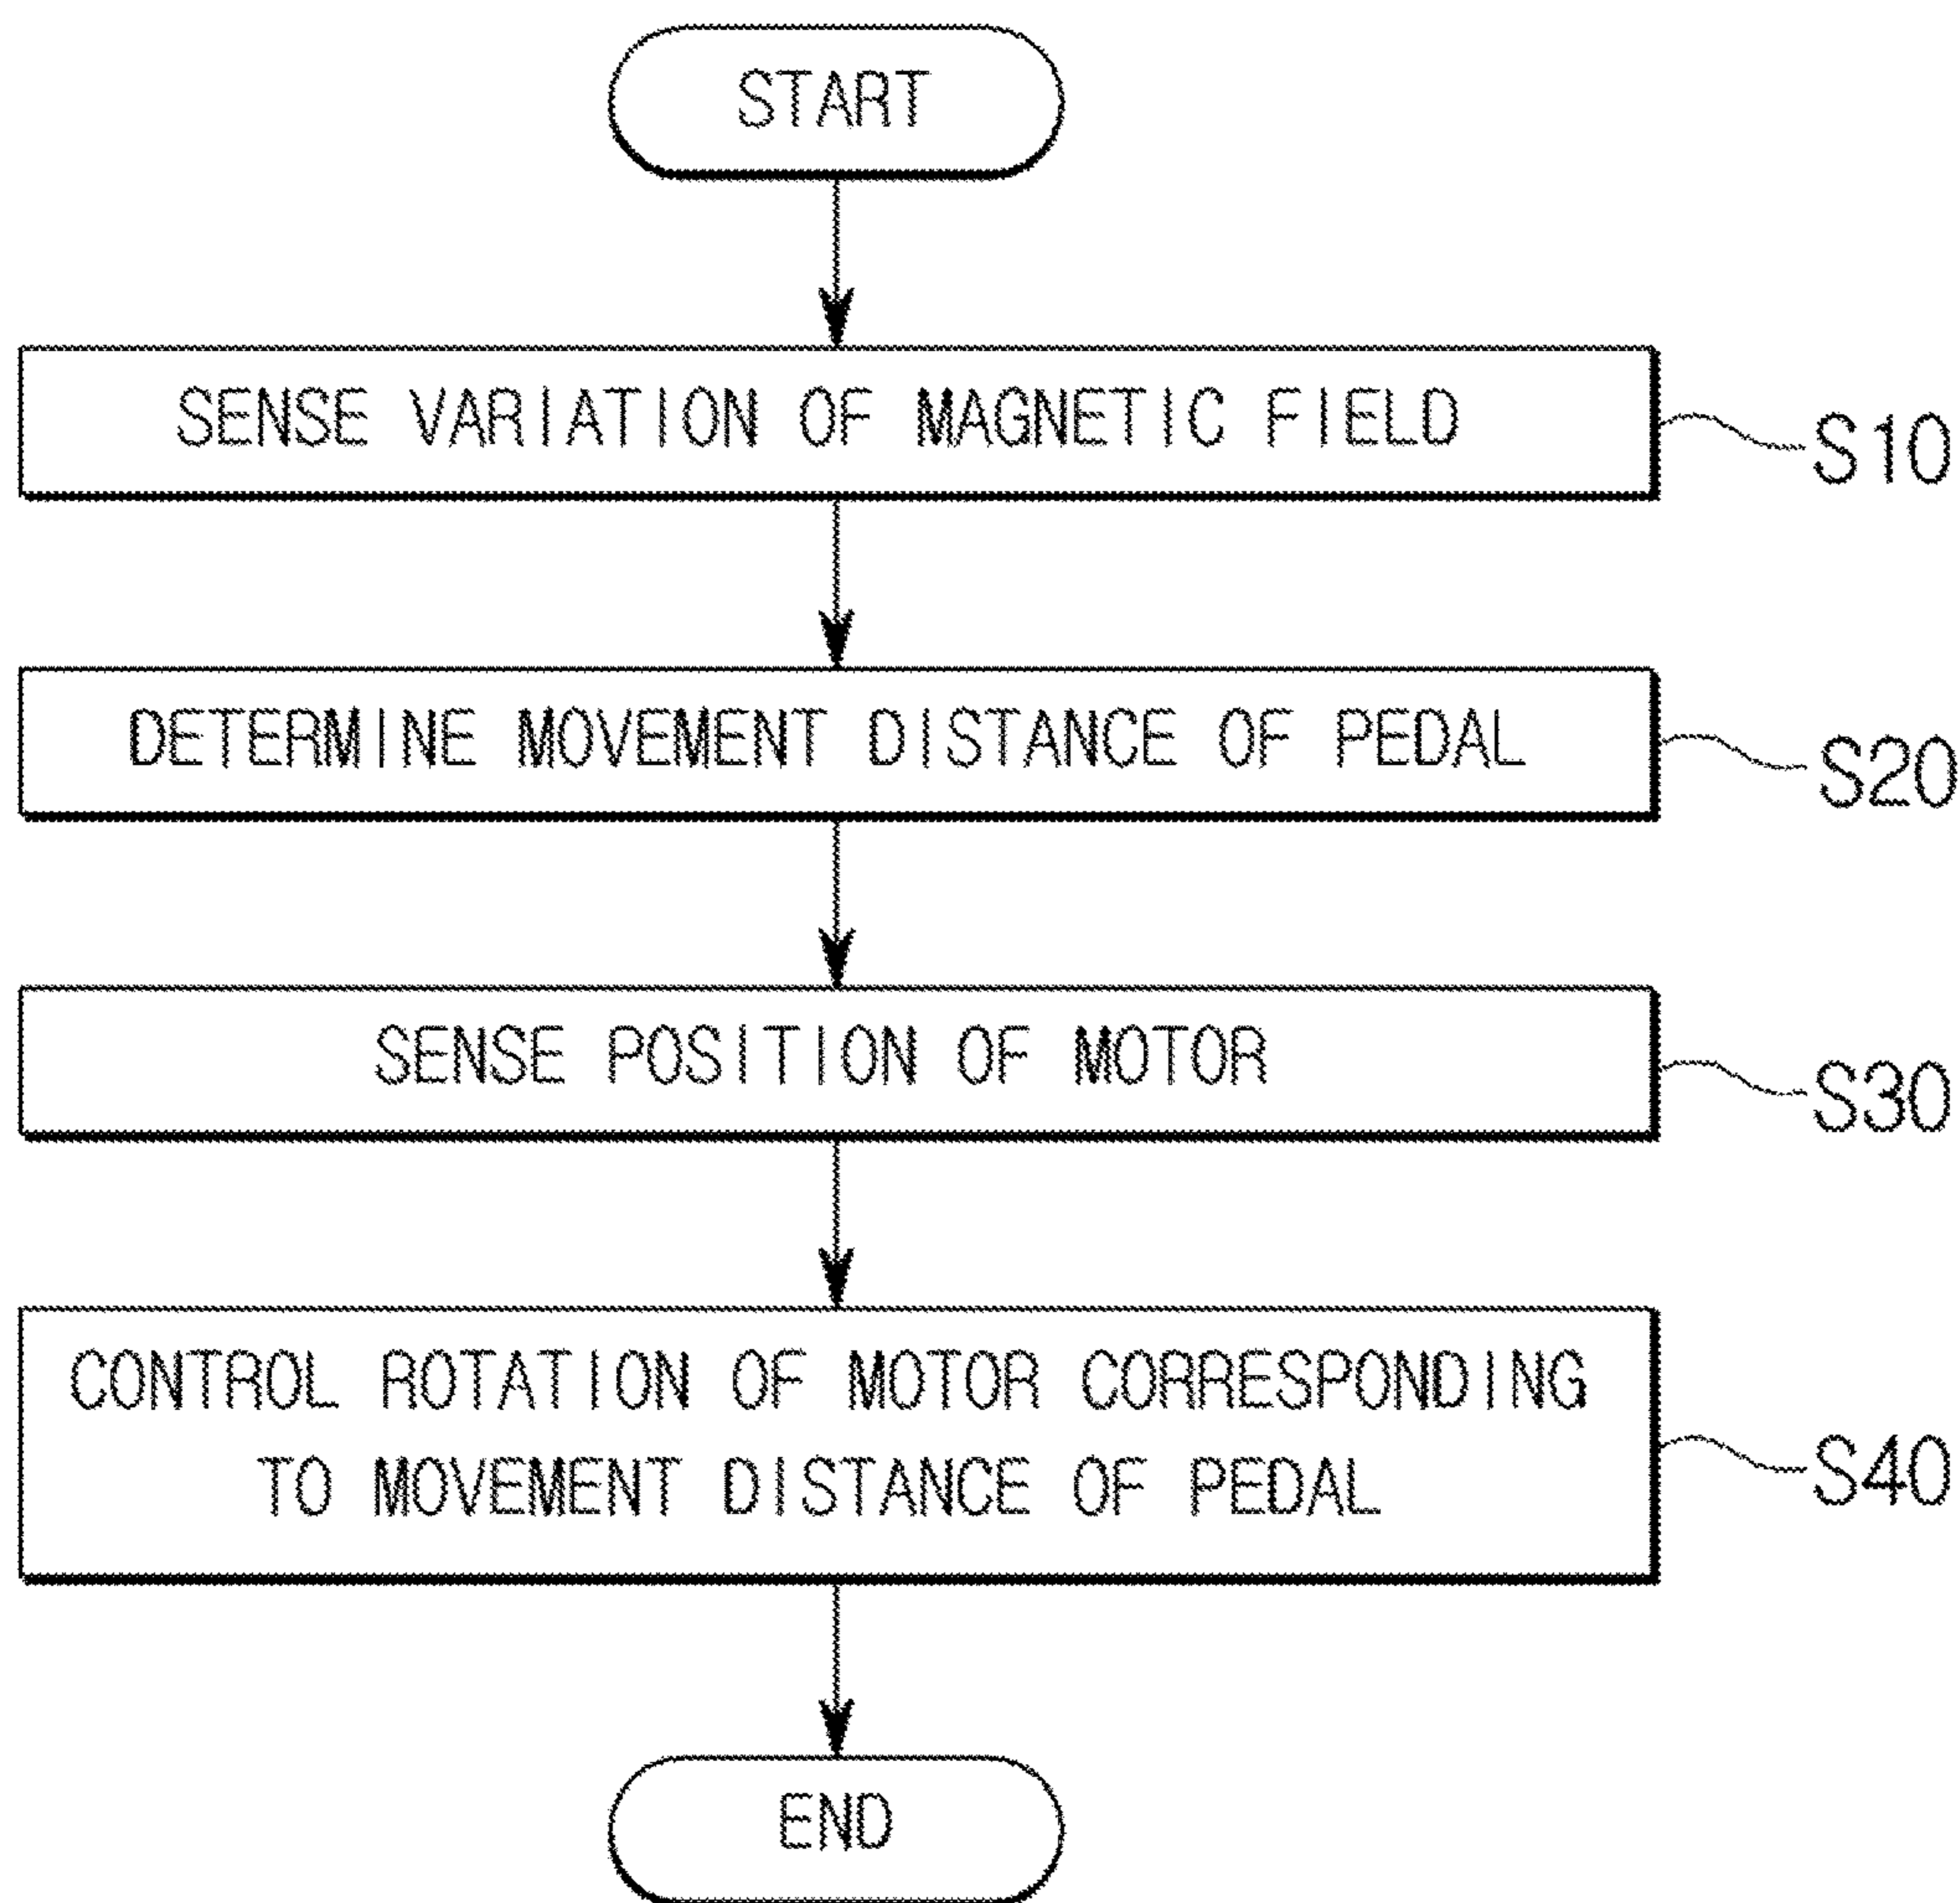 START
SENSE VARIATION OF MAGNETIC FIELD
S10
DETERMINE MOVEMENT DISTANCE OF PEDAL
S20
SENSE POSITION OF MOTOR
S30
CONTROL ROTATION OF MOTOR CORRESPONDING
TO MOVEMENT DISTANCE OF PEDAL
S40
END